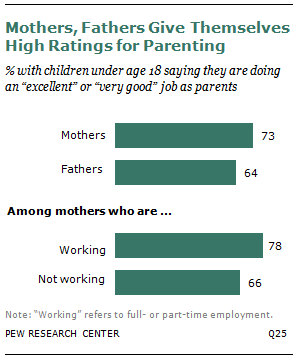 Mothers, Fathers Give Themselves
High Ratings for Parenting
% with children under age 18 saying they are doing
an “excellent” or “very good” job as parents
Mothers 73
Fathers 64
Among mothers who are ...
Working 78
Not working 66
Note: “Working” refers to full- or part-time employment.
PEW RESEARCH CENTER Q25